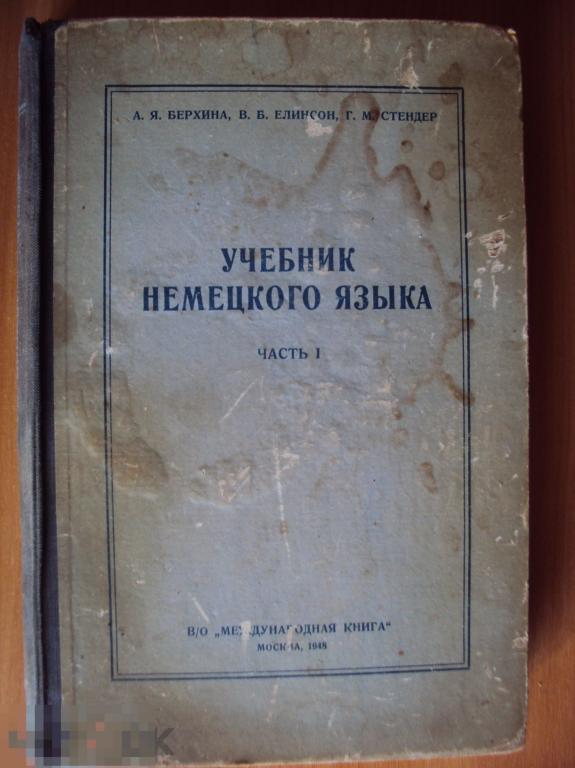 А. Я. БЕРХИНА, В. Б. ЕЛИНСОН, Г. М. СТЕНДЕР
УЧЕБНИК
НЕМЕЦКОГО ЯЗЫКА
ЧАСТЬ I
В/О „МЕЖДУНАРОДНАЯ КНИГА“
МОСКВА, 1948